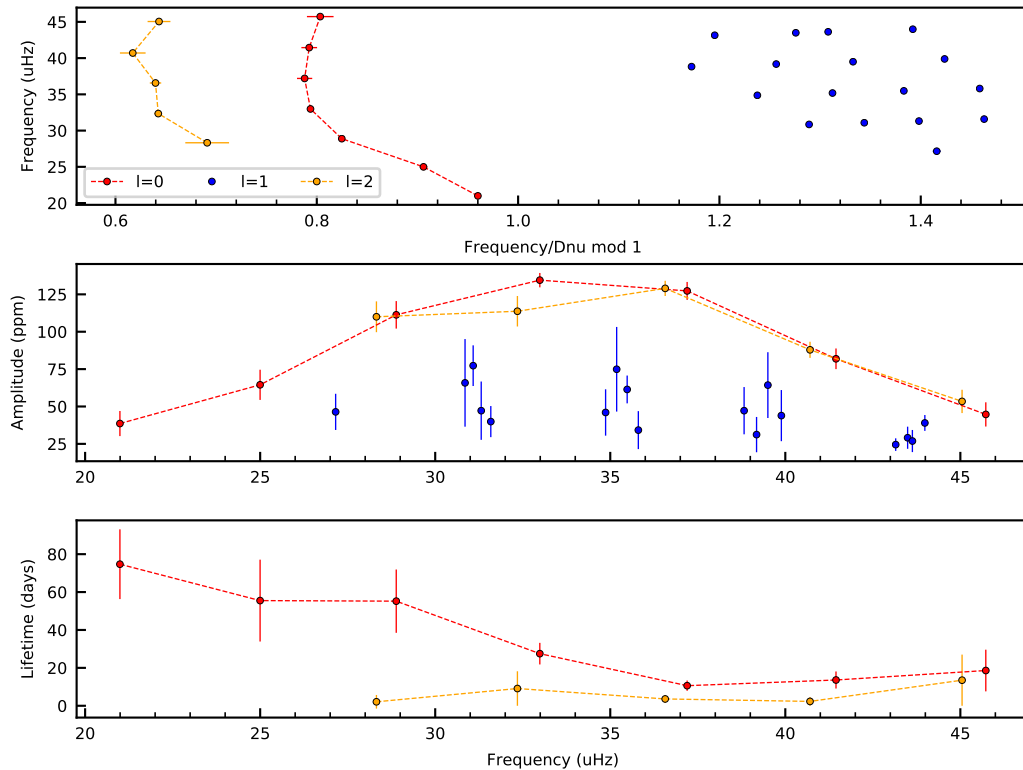 Frequency (uHz)
45
40
35
30
25
20
l=0 l=1 l=2
0.6 0.8 1.0 1.2 1.4
Frequency/Dnu mod 1
Amplitude (ppm)
125
100
75
50
25
20 25 30 35 40 45
Lifetime (days)
80
60
40
20
0
20 25 30 35 40 45
Frequency (uHz)